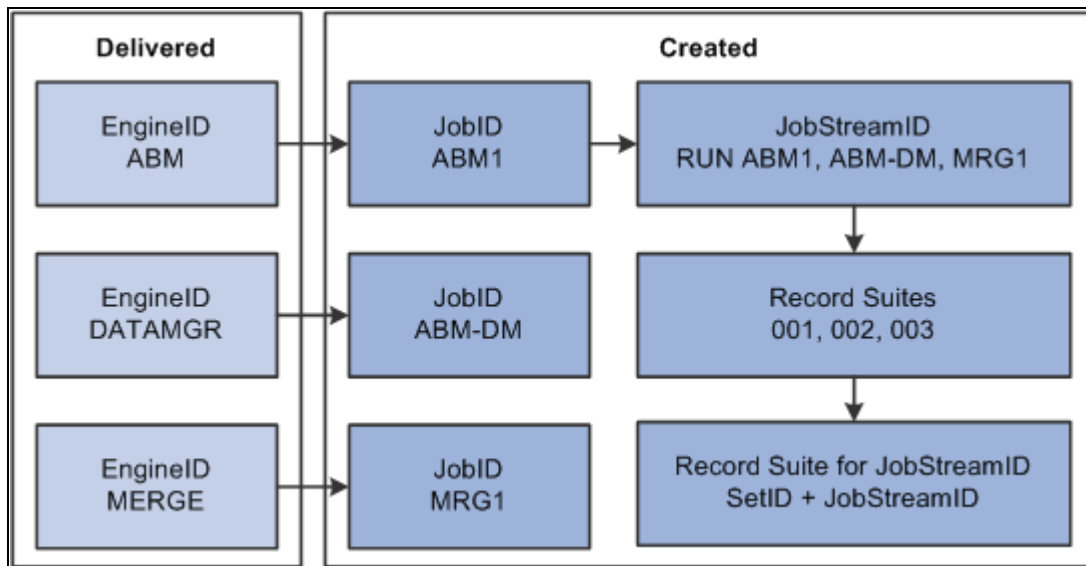 Delivered
Created
EngineID
ABM
JobID
ABM1
JobStreamID
RUN ABM1, ABM-DM, MRG1
EngineID
DATAMGR
JobID
ABM-DM
Record Suites
001, 002, 003
EngineID
MERGE
JobID
MRG1
Record Suite for JobStreamID
SetID + JobStreamID